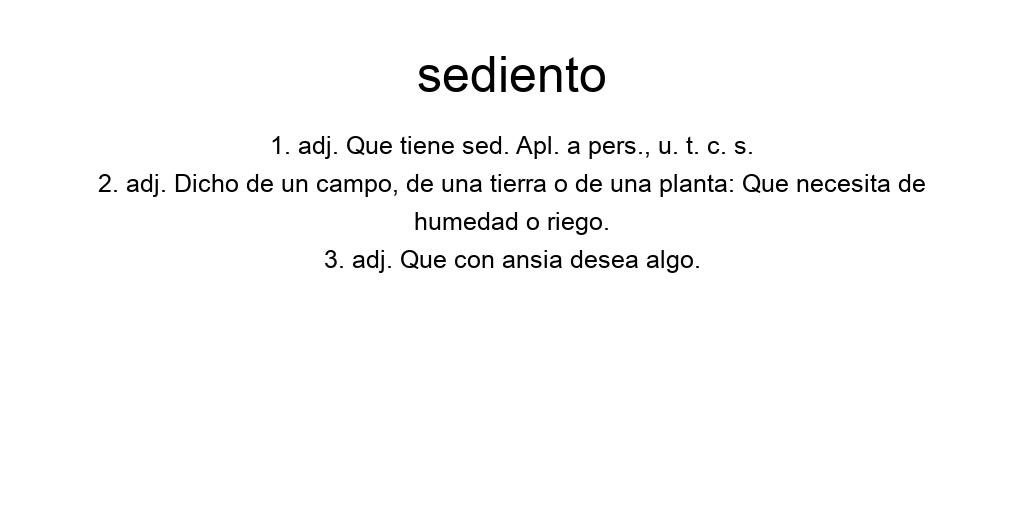 sediento
1. adj. Que tiene sed. Apl. a pers., u. t. c. s.
2. adj. Dicho de un campo, de una tierra o de una planta: Que necesita de
humedad o riego.
3. adj. Que con ansia desea algo.